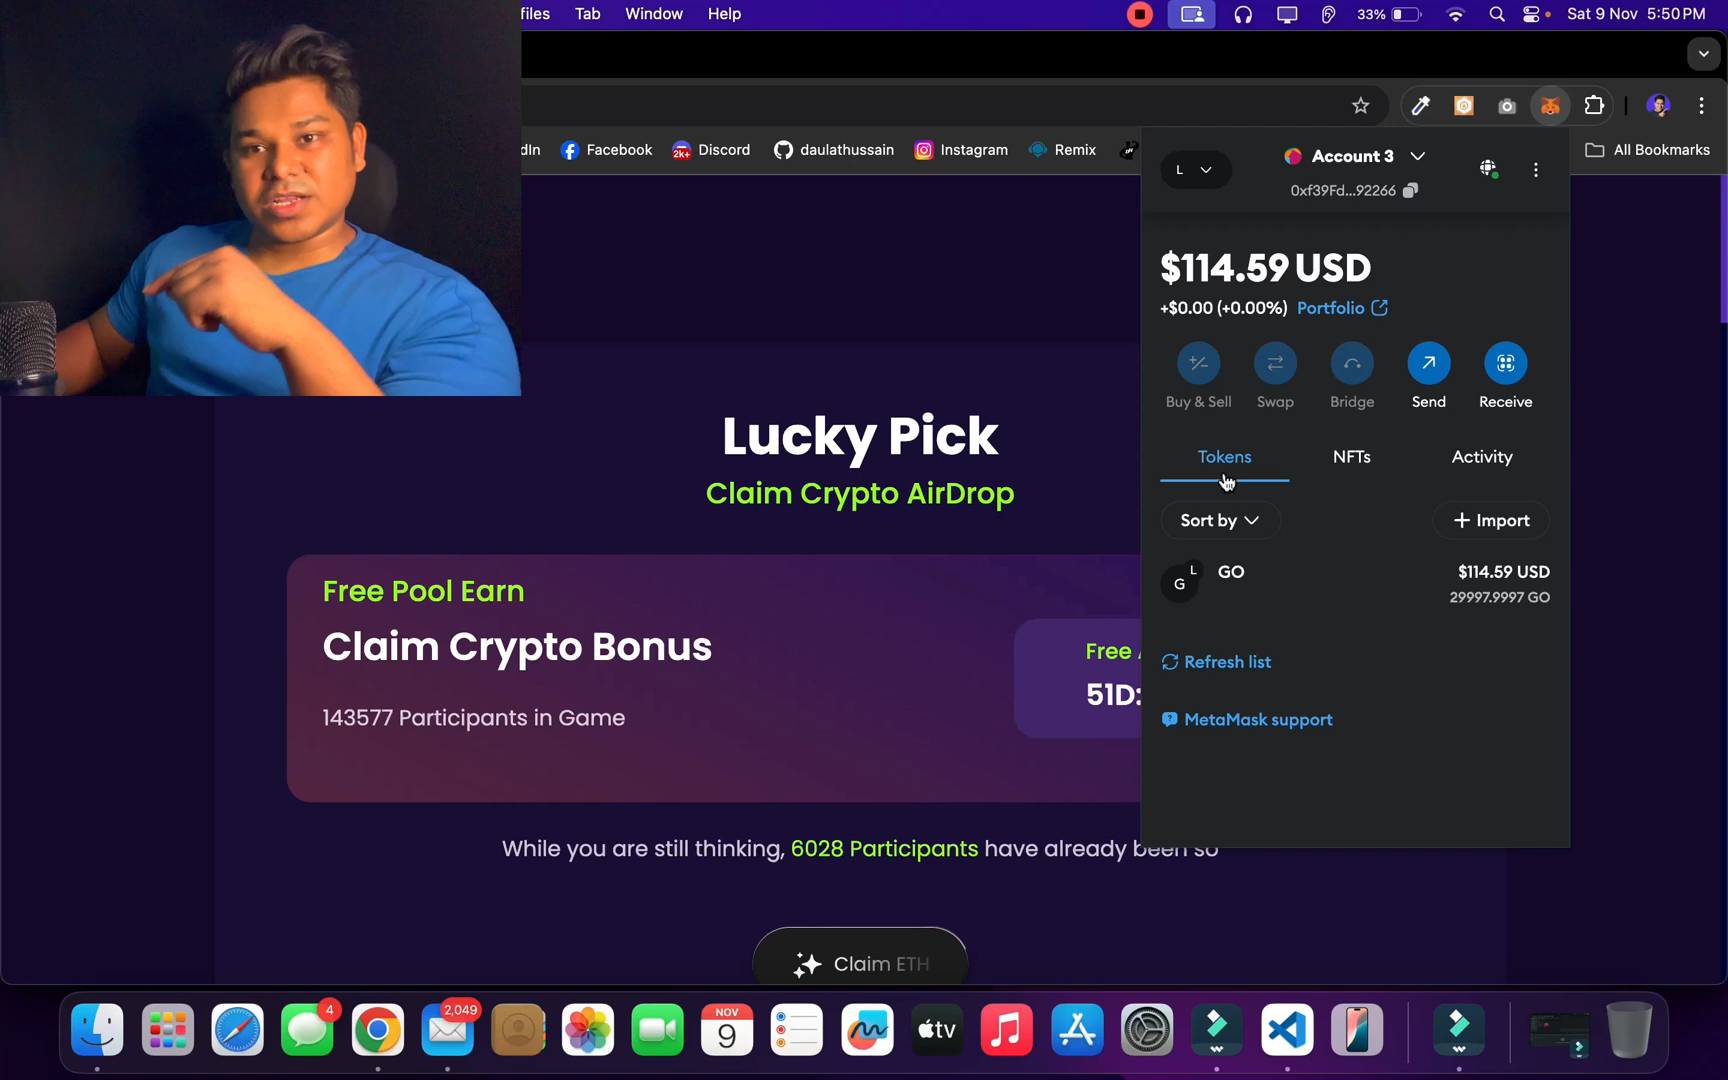 files Tab Window Help 33% Sat 9 Nov 5:50 PM
Facebook 2k+ Discord daulathussain Instagram Remix All Bookmarks
L Account 3
0xf39Fd...92266
$114.59 USD
+$0.00 (+0.00%) Portfolio
Buy & Sell Swap Bridge Send Receive
Tokens NFTs Activity
Sort by + Import
G L GO $114.59 USD
29997.9997 GO
Refresh list
MetaMask support
Lucky Pick
Claim Crypto AirDrop
Free Pool Earn
Claim Crypto Bonus
143577 Participants in Game
Free
51D:
While you are still thinking, 6028 Participants have already been so
Claim ETH
4
2,049
NOV
9
tv